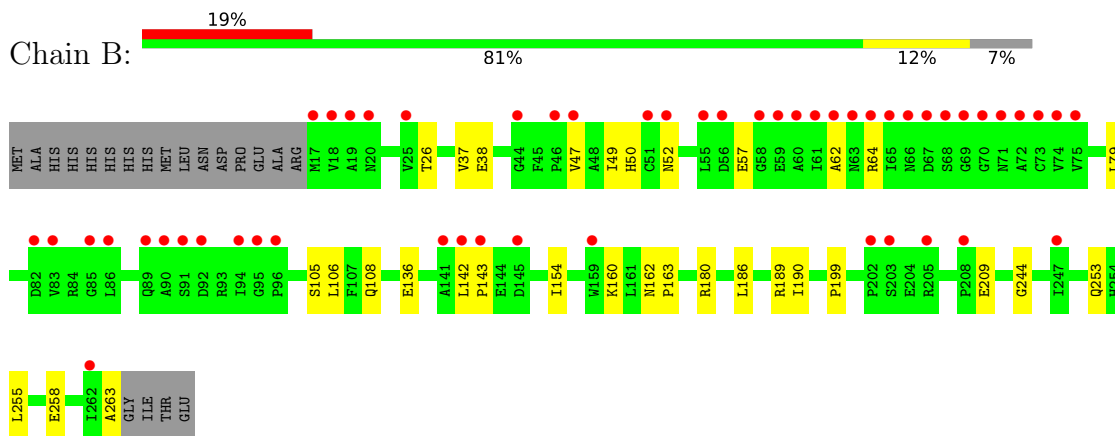 19%
Chain B:
81% 12% 7%
MET ALA HIS HIS HIS HIS HIS HIS MET LEU ASN ASP PRO GLU ALA ARG M17 V18 A19 N20 V25 T26 V37 E38 G44 F45 P46 V47 A48 I49 H50 C51 N52 L55 D56 E57 G58 E59 A60 I61 A62 N63 R64 I65 N66 D67 S68 G69 G70 N71 A72 C73 V74 V75
D82 V83 R84 G85 L86 Q89 A90 S91 D92 R93 I94 G95 P96 S105 L106 F107 Q108 E136 A141 L142 P143 E144 D145 I154 W159 K160 L161 N162 P163 R180 L186 R189 I190 P199 P202 S203 E204 R205 P208 E209 G244 I247 Q253
L255 E258 I262 A263 GLY ILE THR GLU